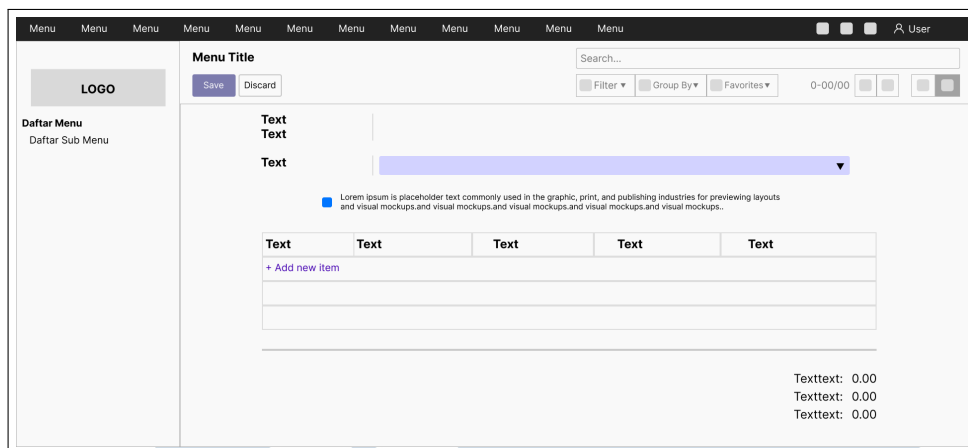 Menu Menu Menu Menu Menu Menu Menu Menu Menu Menu Menu Menu User
Menu Title
Search...
Save Discard
Filter ▼ Group By▼ Favorites▼ 0-00/00
LOGO
Daftar Menu
Daftar Sub Menu
Text
Text
Text ▼
Lorem ipsum is placeholder text commonly used in the graphic, print, and publishing industries for previewing layouts
and visual mockups.and visual mockups.and visual mockups.and visual mockups.and visual mockups..
Text Text Text Text Text
+ Add new item
Texttext: 0.00
Texttext: 0.00
Texttext: 0.00